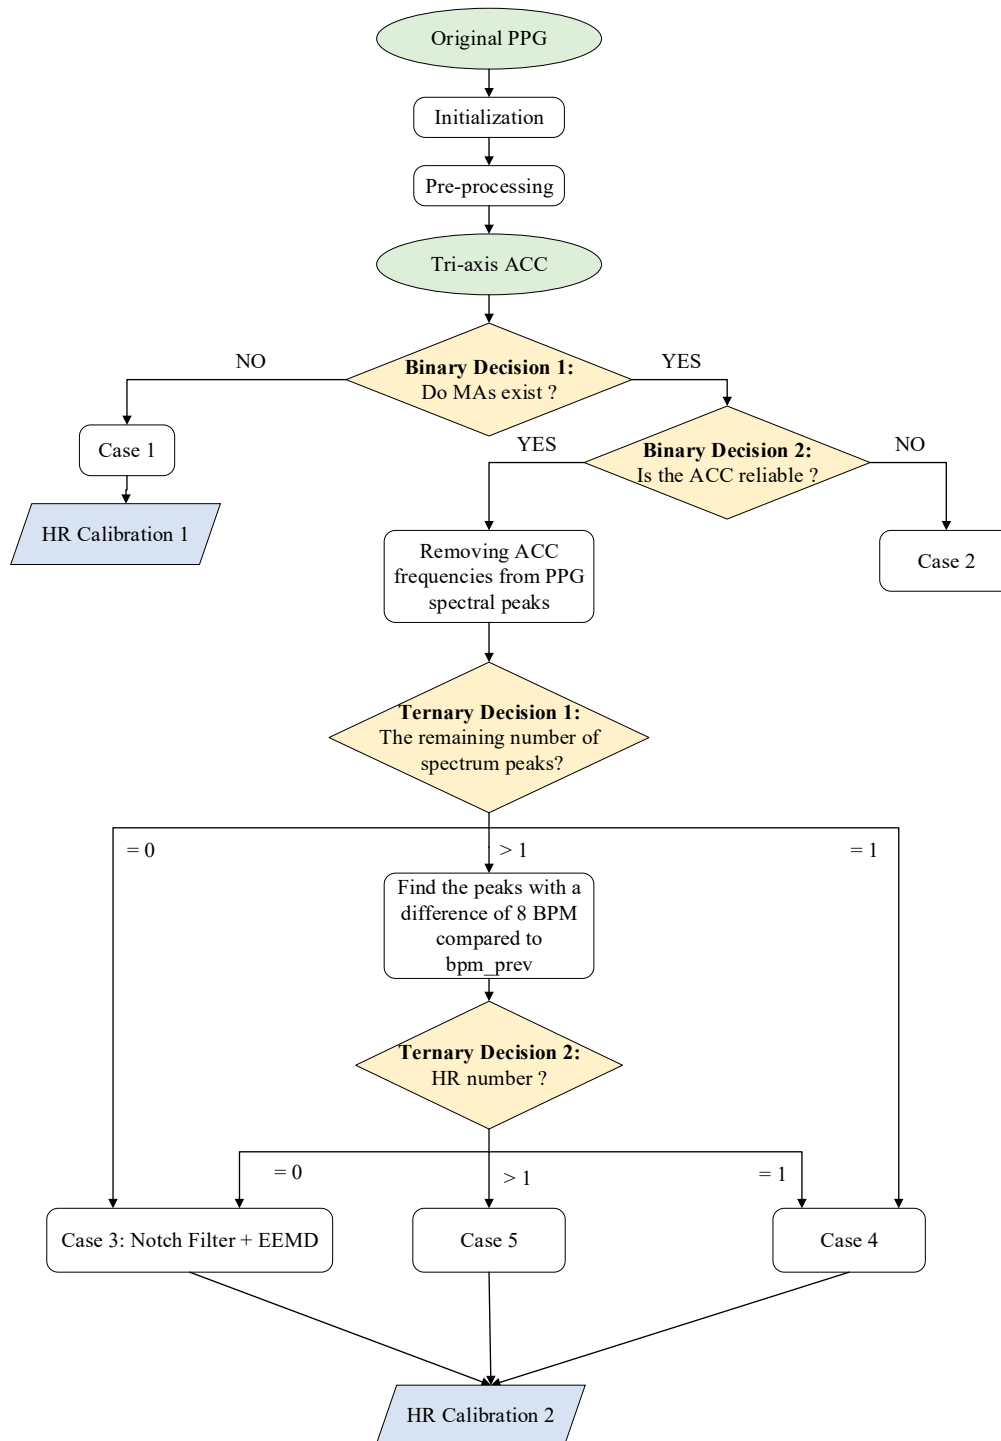 Original PPG
Initialization
Pre-processing
Tri-axis ACC
NO
Binary Decision 1:
Do MAs exist ?
YES
Case 1
HR Calibration 1
YES
Binary Decision 2:
Is the ACC reliable ?
NO
Case 2
Removing ACC
frequencies from PPG
spectral peaks
Ternary Decision 1:
The remaining number of
spectrum peaks?
= 0
> 1
= 1
Find the peaks with a
difference of 8 BPM
compared to
bpm_prev
Ternary Decision 2:
HR number ?
= 0
> 1
= 1
Case 3: Notch Filter + EEMD
Case 5
Case 4
HR Calibration 2